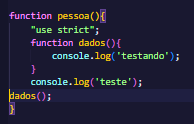 function pessoa(){
    "use strict";
    function dados(){
        console.log('testando');
    }
    console.log('teste');
dados();
}